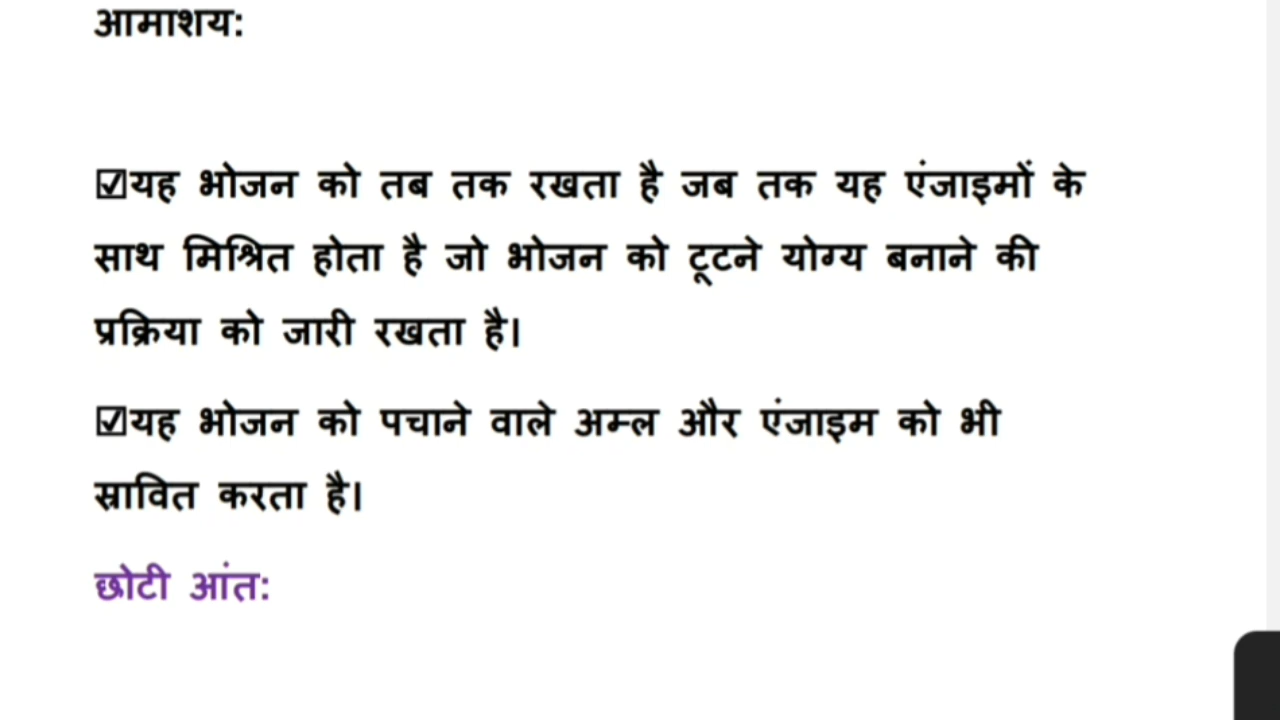 आमाशय:
☑यह भोजन को तब तक रखता है जब तक यह एंजाइमों के
साथ मिश्रित होता है जो भोजन को टूटने योग्य बनाने की
प्रक्रिया को जारी रखता है।
☑यह भोजन को पचाने वाले अम्ल और एंजाइम को भी
स्रावित करता है।
छोटी आंत: